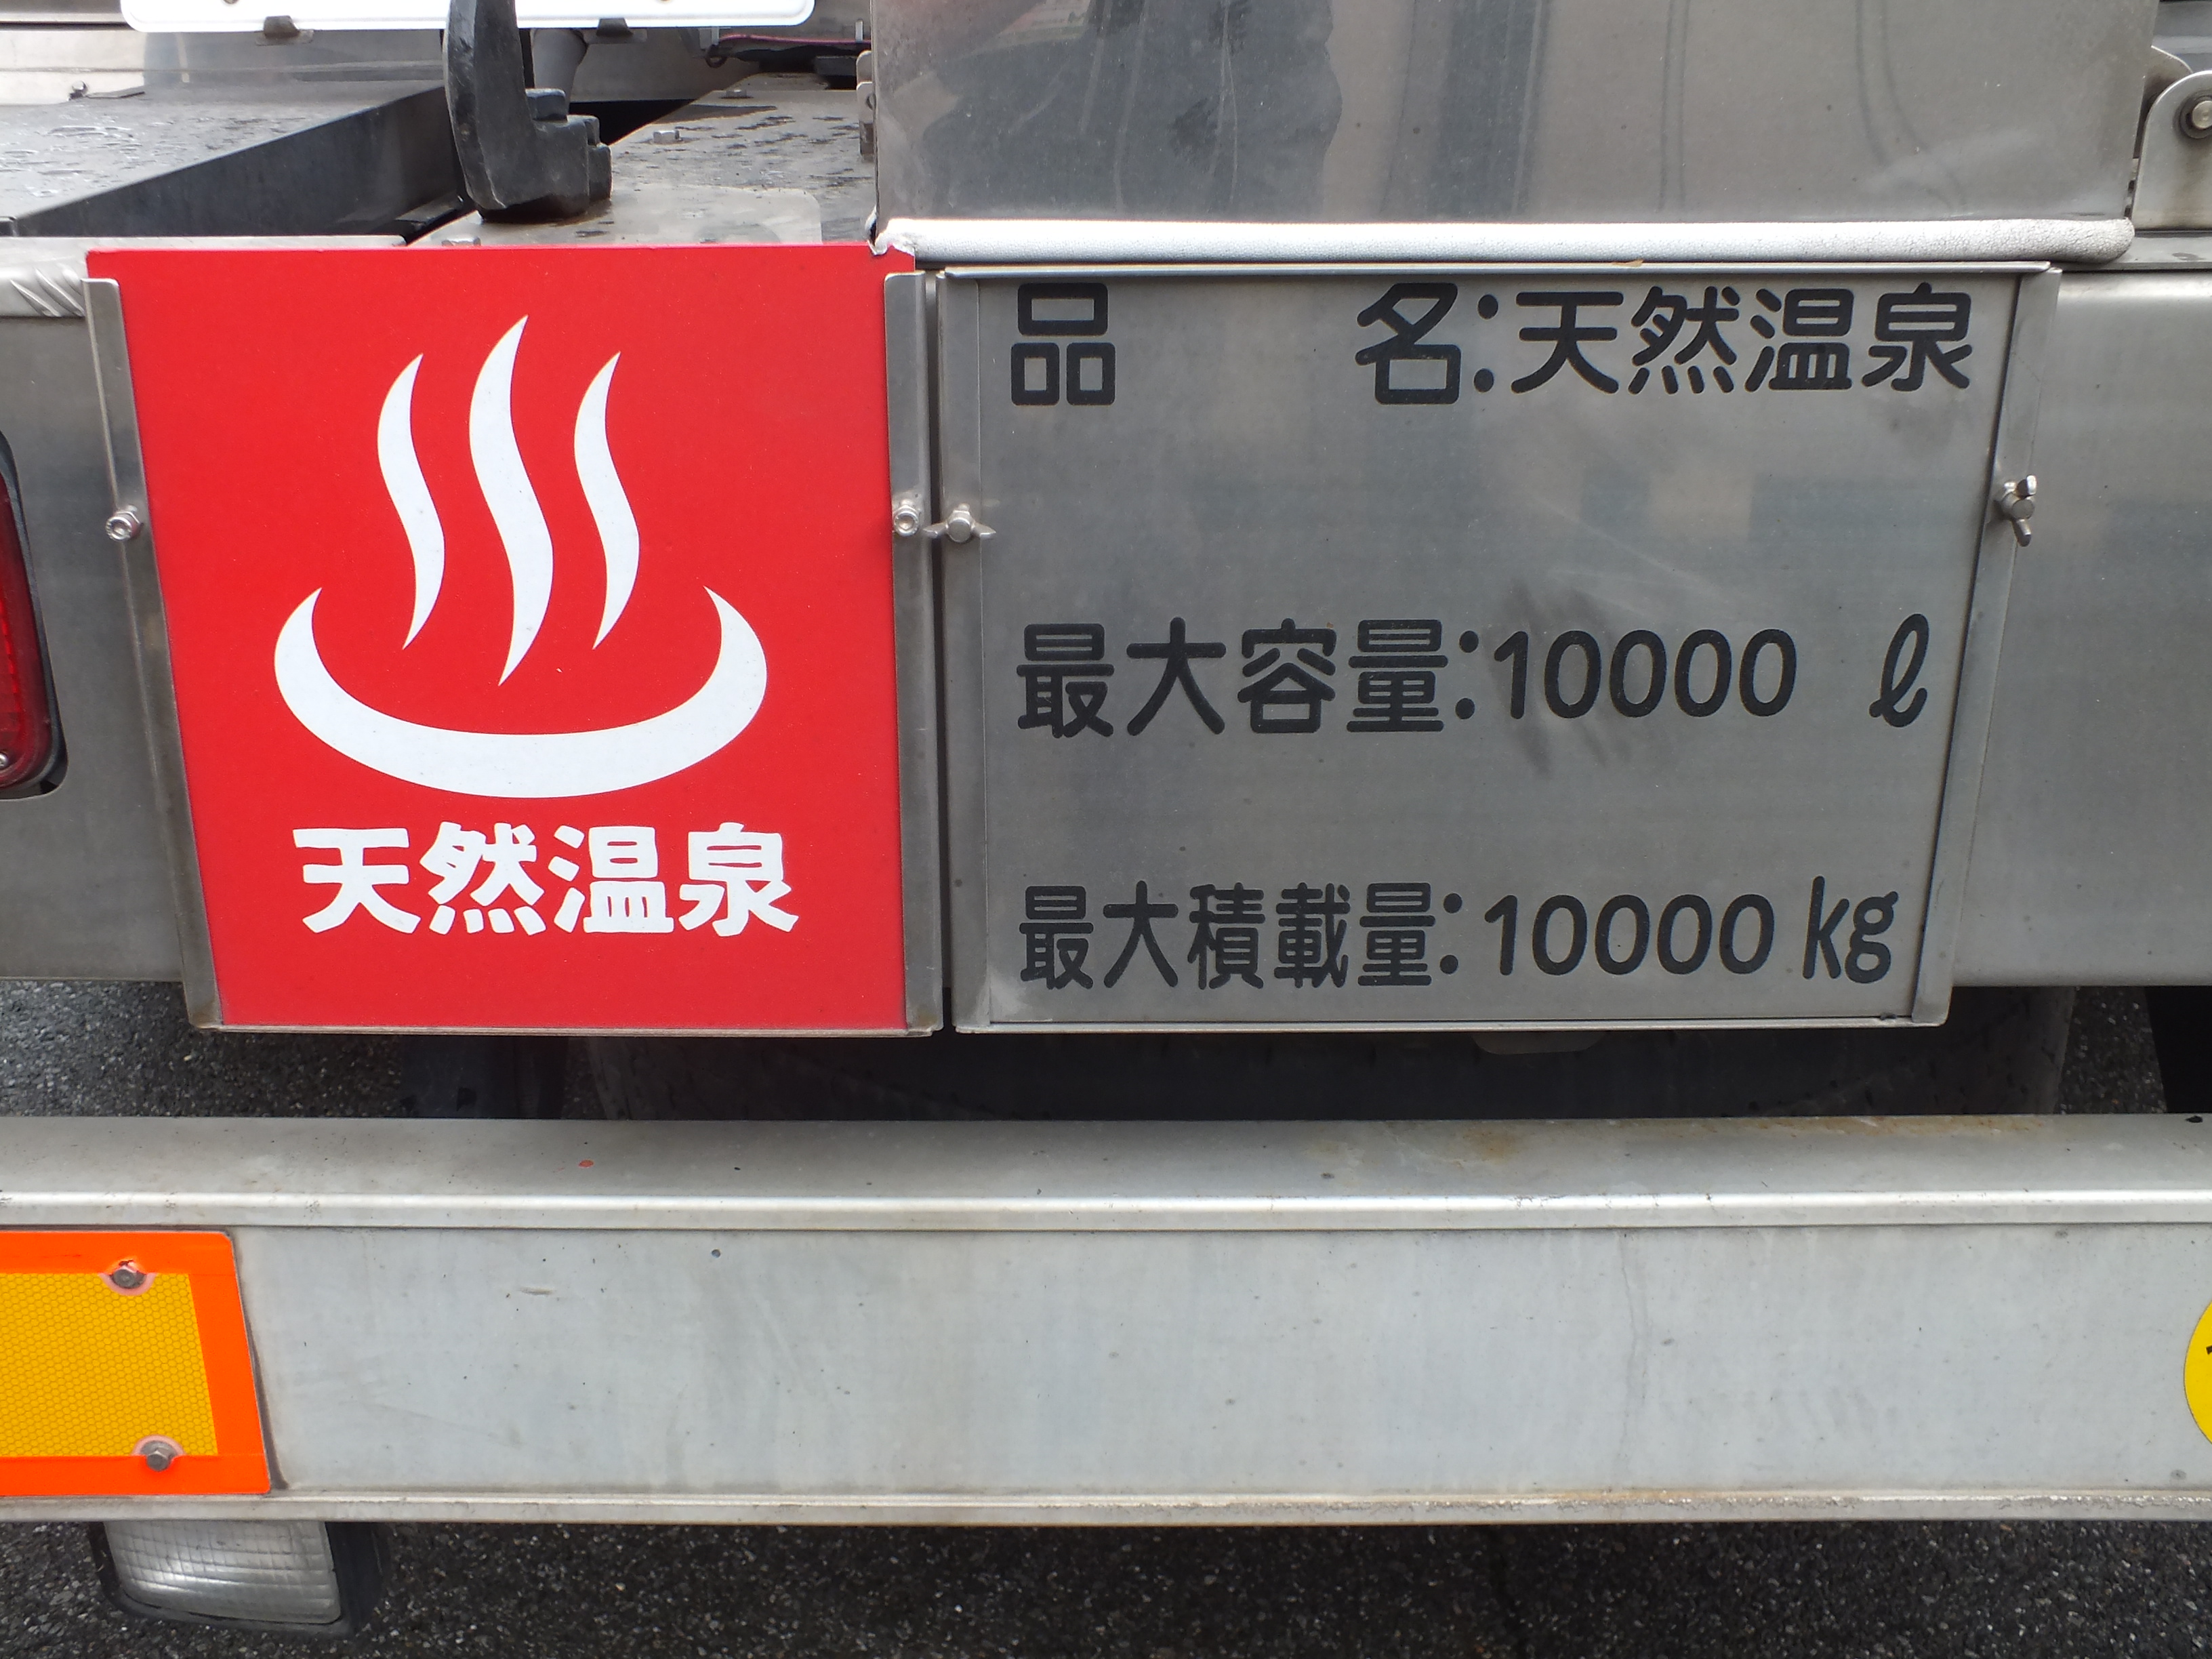 天然温泉
品 名:天然温泉
最大容量:10000 ℓ
最大積載量:10000 kg